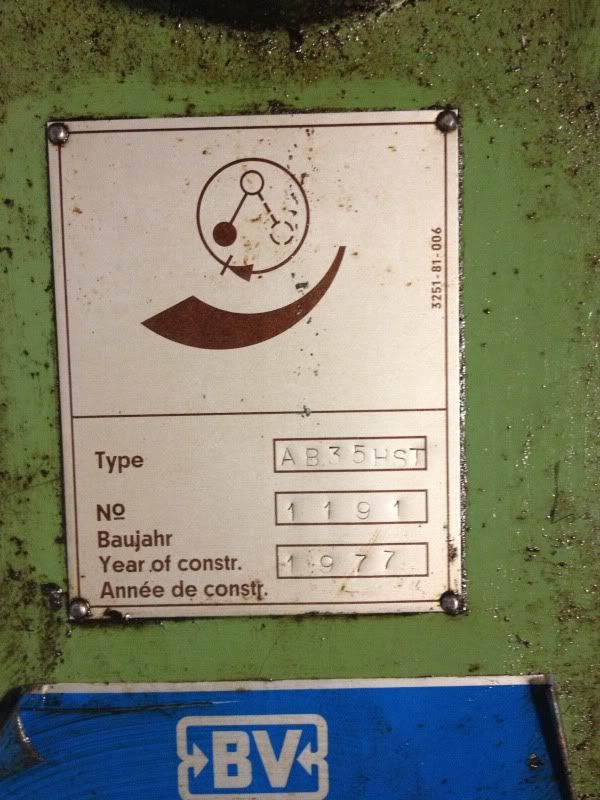 3251-81-006
Type AB35HST
Nº 1191
Baujahr
Year of constr. 1977
Année de constr.
BV